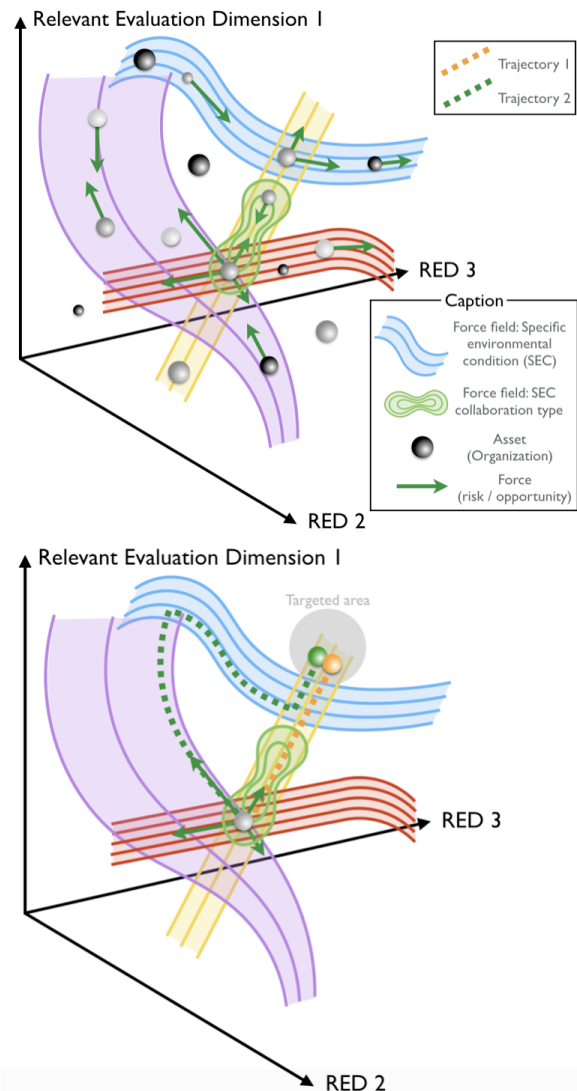 Relevant Evaluation Dimension 1
Trajectory 1
Trajectory 2
RED 3
Caption
Force field: Specific
environmental
condition (SEC)
Force field: SEC
collaboration type
Asset
(Organization)
Force
(risk / opportunity)
RED 2
Relevant Evaluation Dimension 1
Targeted area
RED 3
RED 2